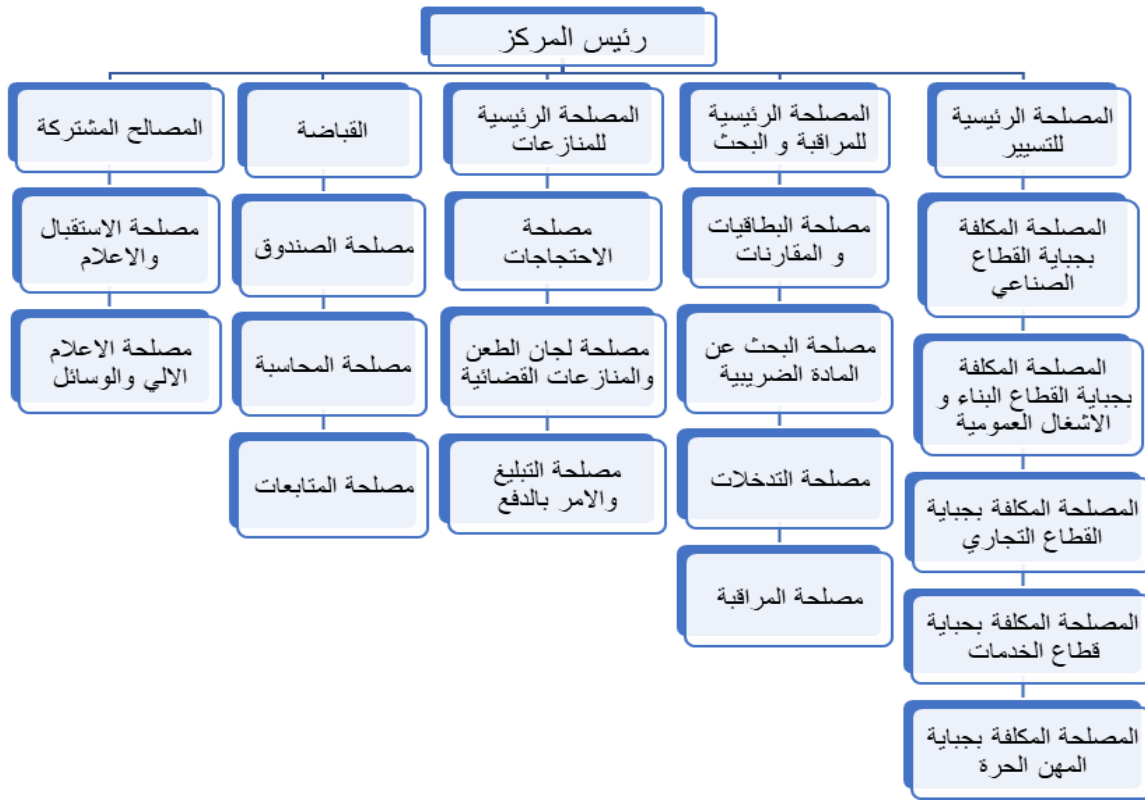 رئيس المركز
المصلحة الرئيسية
للتسيير
المصلحة المكلفة
بجباية القطاع
الصناعي
المصلحة المكلفة
بجباية القطاع البناء و
الاشغال العمومية
المصلحة المكلفة بجباية
القطاع التجاري
المصلحة المكلفة بجباية
قطاع الخدمات
المصلحة المكلفة بجباية
المهن الحرة
المصلحة الرئيسية
للمراقبة و البحث
مصلحة البطاقيات
و المقارنات
مصلحة البحث عن
المادة الضريبية
مصلحة التدخلات
مصلحة المراقبة
المصلحة الرئيسية
للمنازعات
مصلحة
الاحتجاجات
مصلحة لجان الطعن
والمنازعات القضائية
مصلحة التبليغ
والامر بالدفع
القباضة
مصلحة الصندوق
مصلحة المحاسبة
مصلحة المتابعات
المصالح المشتركة
مصلحة الاستقبال
والاعلام
مصلحة الاعلام
الالي والوسائل